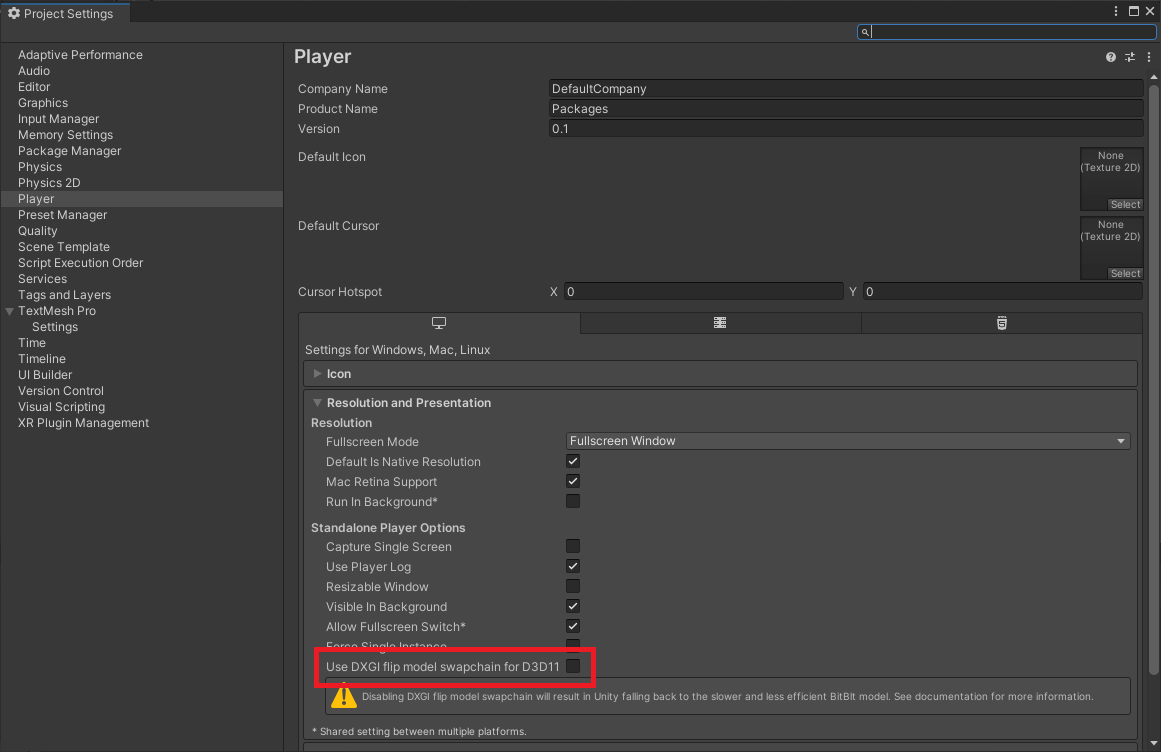 Project Settings
Adaptive Performance
Audio
Editor
Graphics
Input Manager
Memory Settings
Package Manager
Physics
Physics 2D
Player
Preset Manager
Quality
Scene Template
Script Execution Order
Services
Tags and Layers
TextMesh Pro
Settings
Time
Timeline
UI Builder
Version Control
Visual Scripting
XR Plugin Management
Player
Company Name DefaultCompany
Product Name Packages
Version 0.1
Default Icon
None
(Texture 2D)
Select
Default Cursor
None
(Texture 2D)
Select
Cursor Hotspot X 0 Y 0
Settings for Windows, Mac, Linux
Icon
Resolution and Presentation
Resolution
Fullscreen Mode Fullscreen Window
Default Is Native Resolution
Mac Retina Support
Run In Background*
Standalone Player Options
Capture Single Screen
Use Player Log
Resizable Window
Visible In Background
Allow Fullscreen Switch*
Force Single Instance
Use DXGI flip model swapchain for D3D11
Disabling DXGI flip model swapchain will result in Unity falling back to the slower and less efficient BitBit model. See documentation for more information.
* Shared setting between multiple platforms.